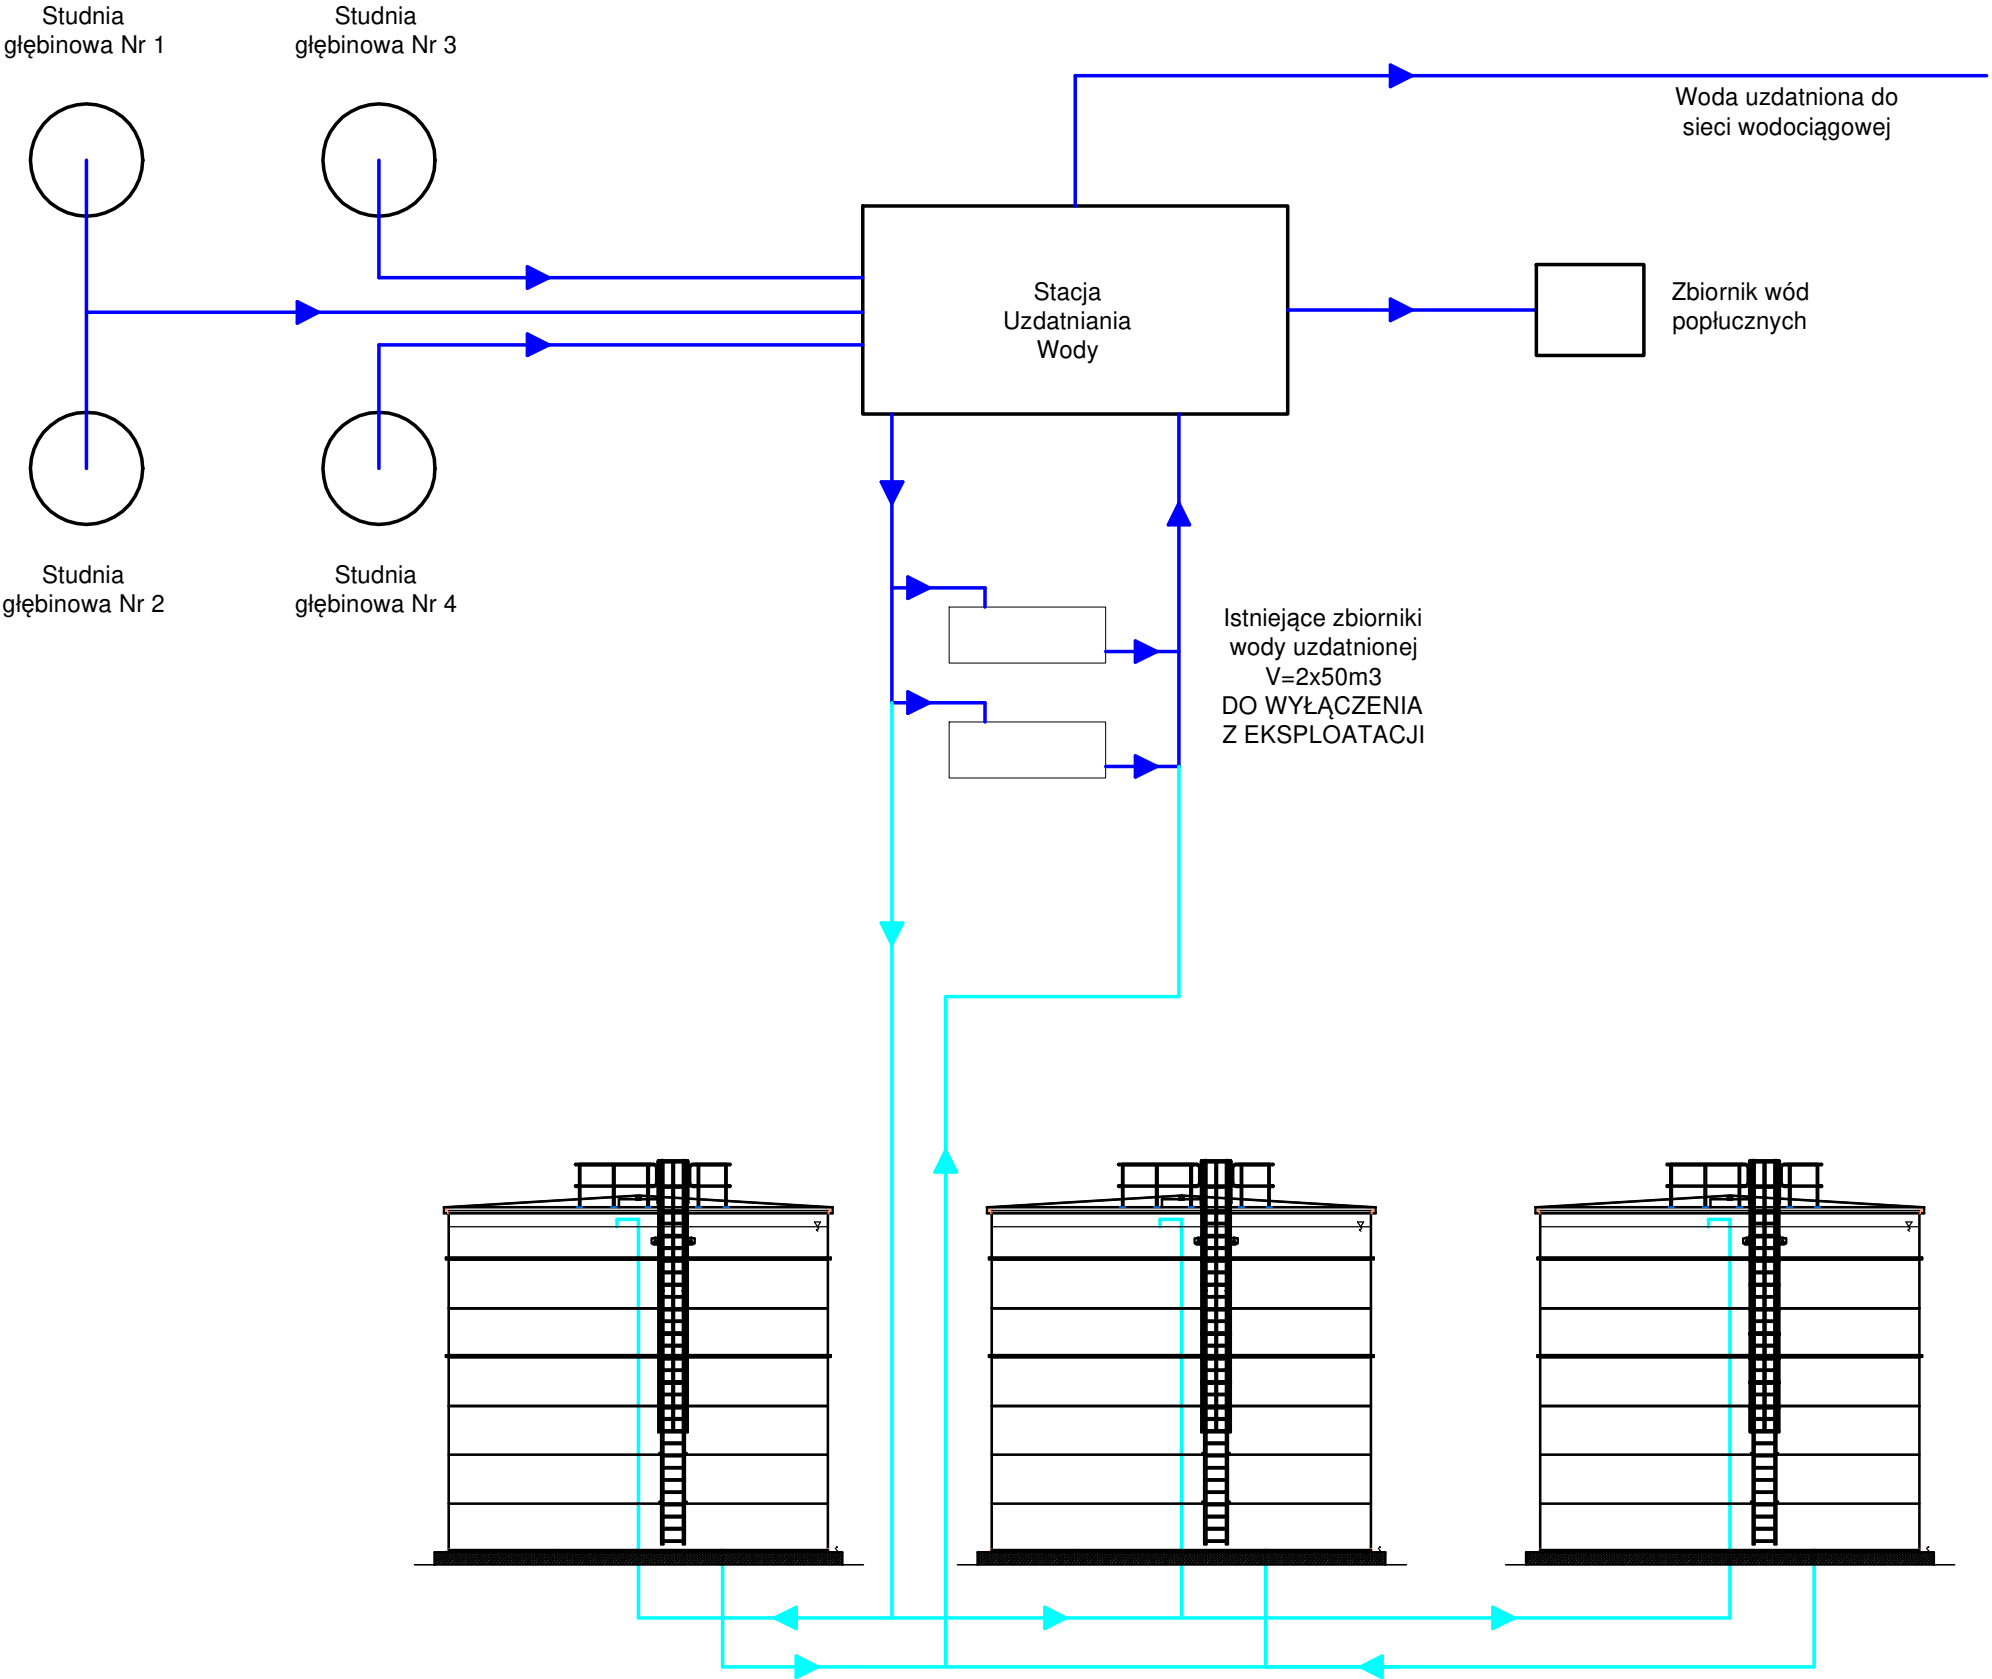 Studnia
głębinowa Nr 1
Studnia
głębinowa Nr 3
Woda uzdatniona do
sieci wodociągowej
Stacja
Uzdatniania
Wody
Zbiornik wód
popłucznych
Studnia
głębinowa Nr 2
Studnia
głębinowa Nr 4
Istniejące zbiorniki
wody uzdatnionej
V=2x50m3
DO WYŁĄCZENIA
Z EKSPLOATACJI